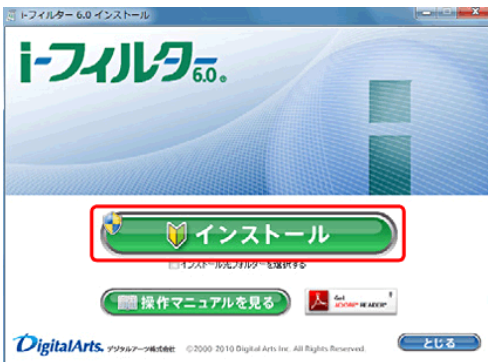 i-フィルター 6.0 インストール
i-フィルター 6.0®
インストール
インストール先フォルダーを選択する
操作マニュアルを見る
Get ADOBE® READER®
DigitalArts. デジタルアーツ株式会社 ©2000-2010 Digital Arts Inc. All Rights Reserved.
とじる